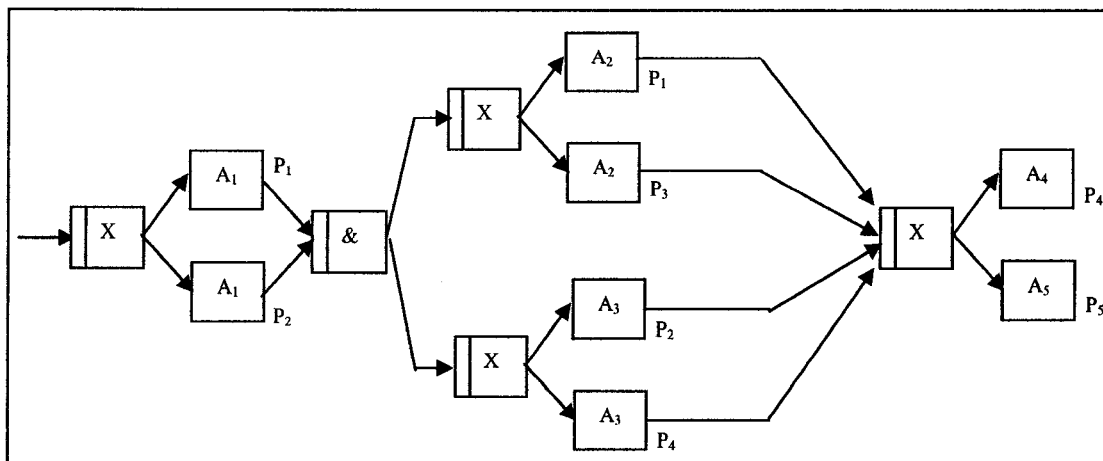 A₂
P₁
X
A₂
P₃
A₁
P₁
X
A₁
P₂
&
X
A₄
P₄
A₅
P₅
A₃
P₂
X
A₃
P₄